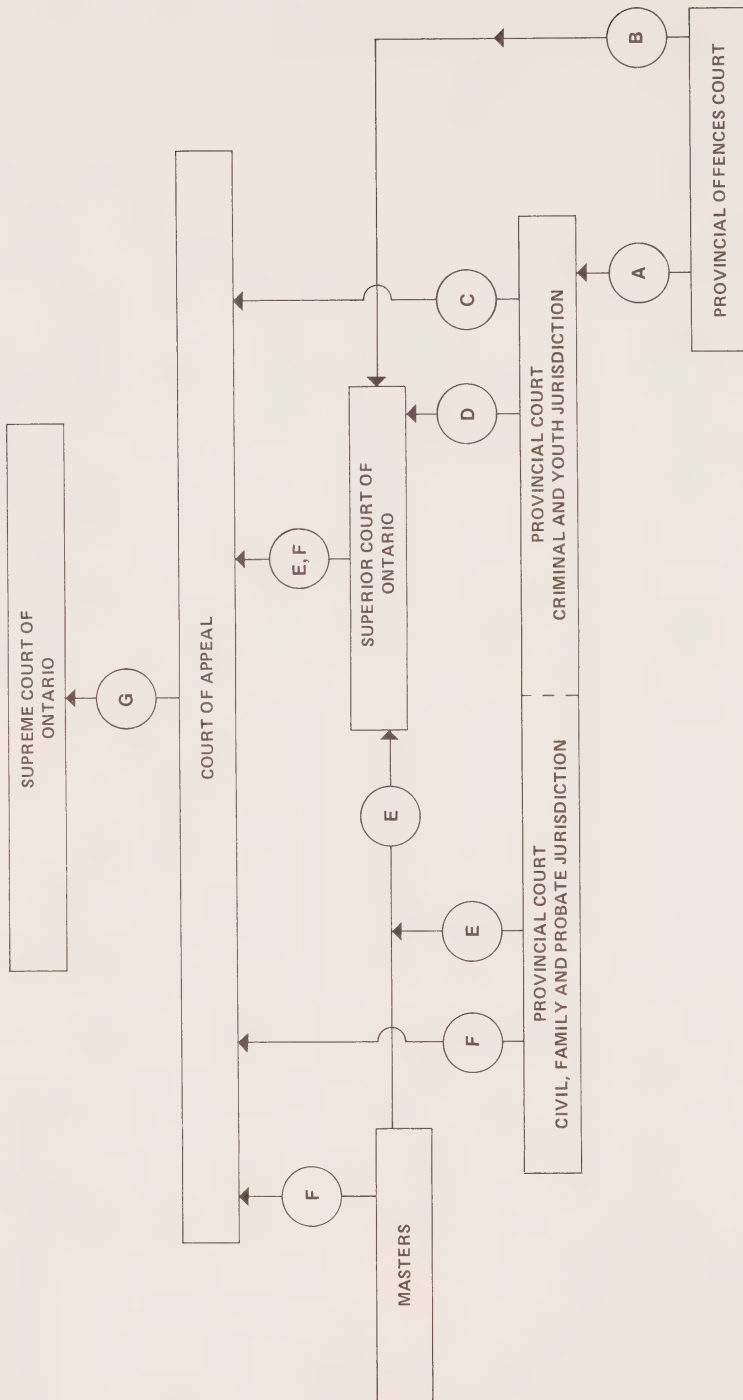 SUPREME COURT OF
ONTARIO
G
COURT OF APPEAL
F
E,F
C
B
MASTERS
E
SUPERIOR COURT OF
ONTARIO
F
E
D
PROVINCIAL COURT
CIVIL, FAMILY AND PROBATE JURISDICTION
PROVINCIAL COURT
CRIMINAL AND YOUTH JURISDICTION
A
PROVINCIAL OFFENCES COURT